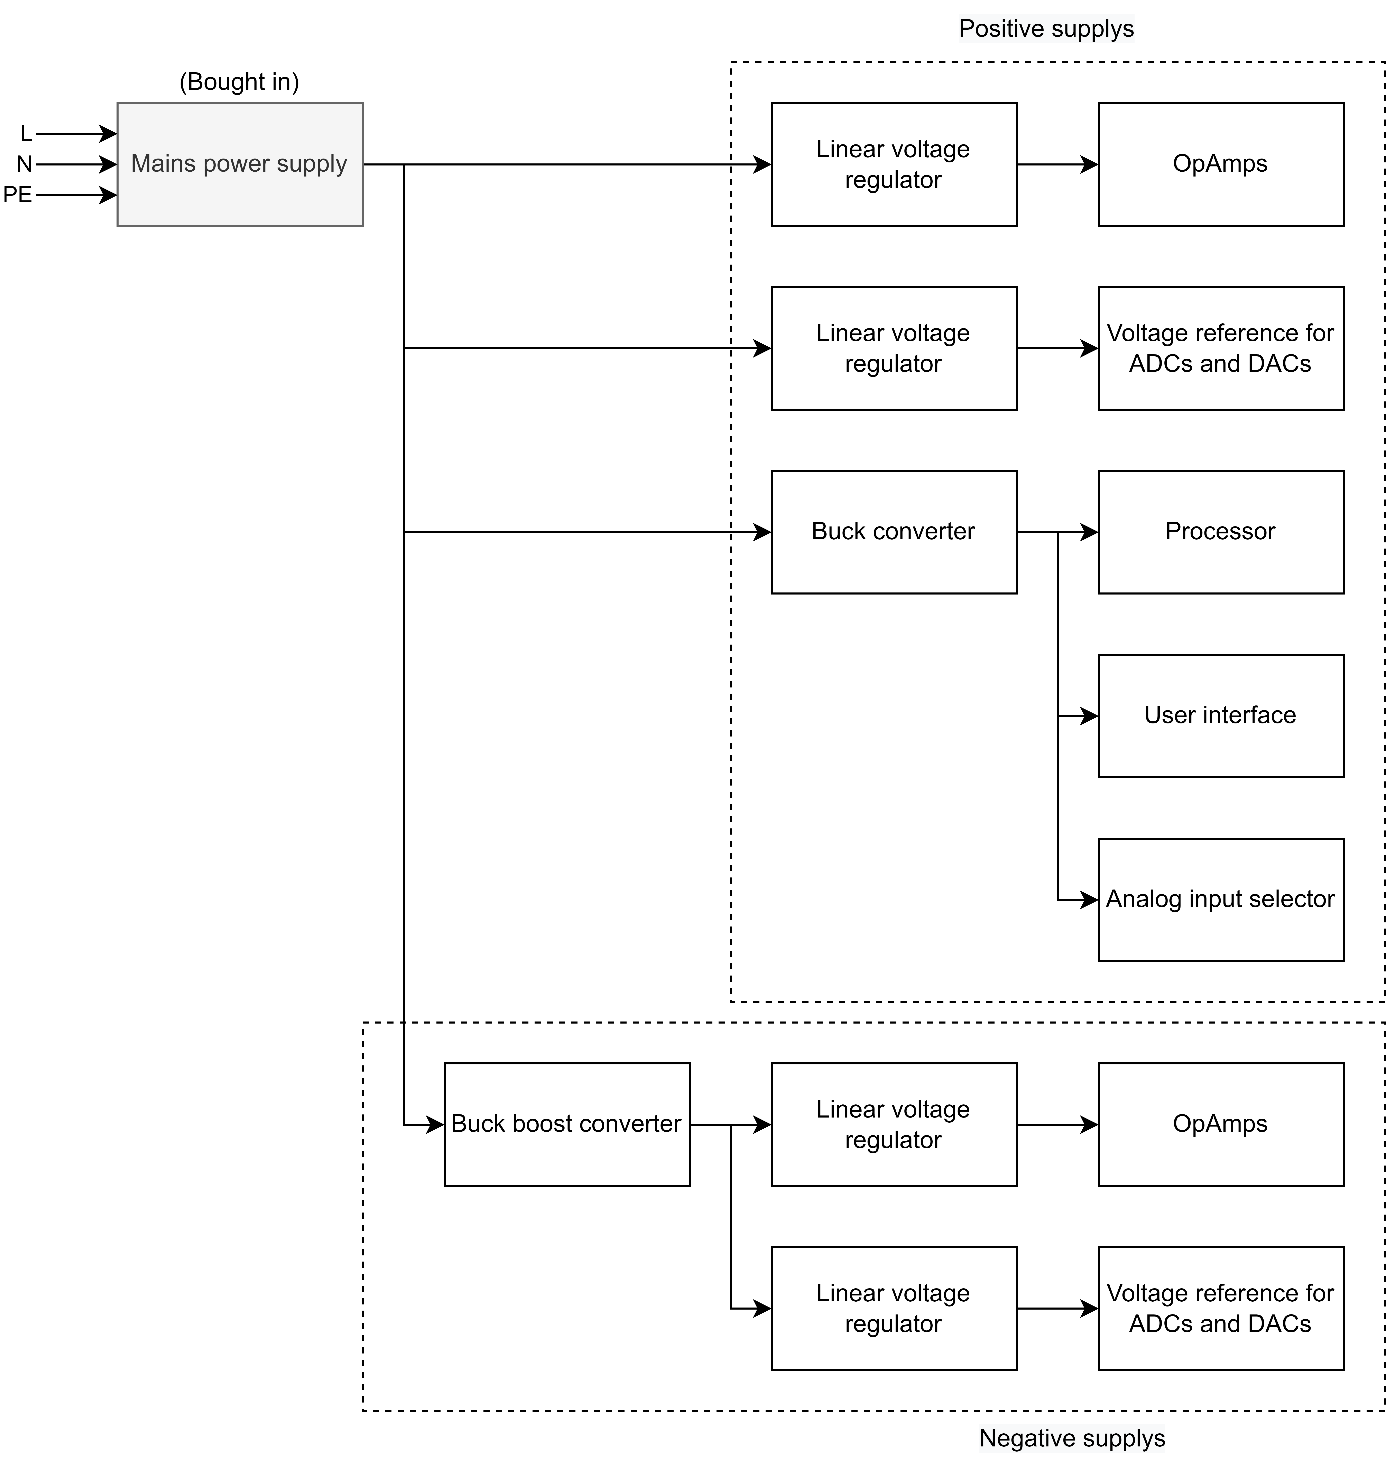 Positive supplys
(Bought in)
L
N
PE
Mains power supply
Linear voltage
regulator
OpAmps
Linear voltage
regulator
Voltage reference for
ADCs and DACs
Buck converter
Processor
User interface
Analog input selector
Buck boost converter
Linear voltage
regulator
OpAmps
Linear voltage
regulator
Voltage reference for
ADCs and DACs
Negative supplys